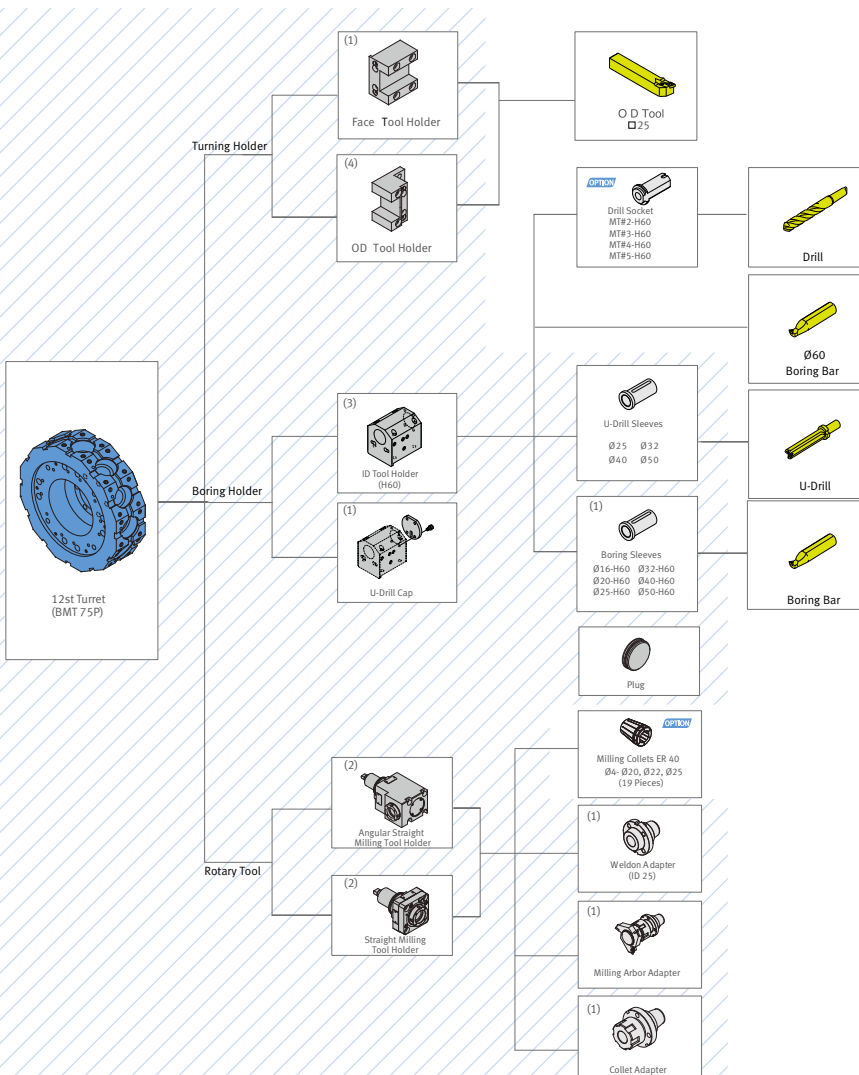 (1)
Face Tool Holder
O D Tool
□25
Turning Holder
(4)
OD Tool Holder
OPTION
Drill Socket
MT#2-H60
MT#3-H60
MT#4-H60
MT#5-H60
Drill
Ø60
Boring Bar
(3)
ID Tool Holder
(H60)
U-Drill Sleeves
Ø25 Ø32
Ø40 Ø50
U-Drill
Boring Holder
(1)
U-Drill Cap
(1)
Boring Sleeves
Ø16-H60 Ø32-H60
Ø20-H60 Ø40-H60
Ø25-H60 Ø50-H60
Boring Bar
12st Turret
(BMT 75P)
Plug
OPTION
Milling Collets ER 40
Ø4- Ø20, Ø22, Ø25
(19 Pieces)
(2)
Angular Straight
Milling Tool Holder
(1)
Weldon Adapter
(ID 25)
Rotary Tool
(2)
Straight Milling
Tool Holder
(1)
Milling Arbor Adapter
(1)
Collet Adapter